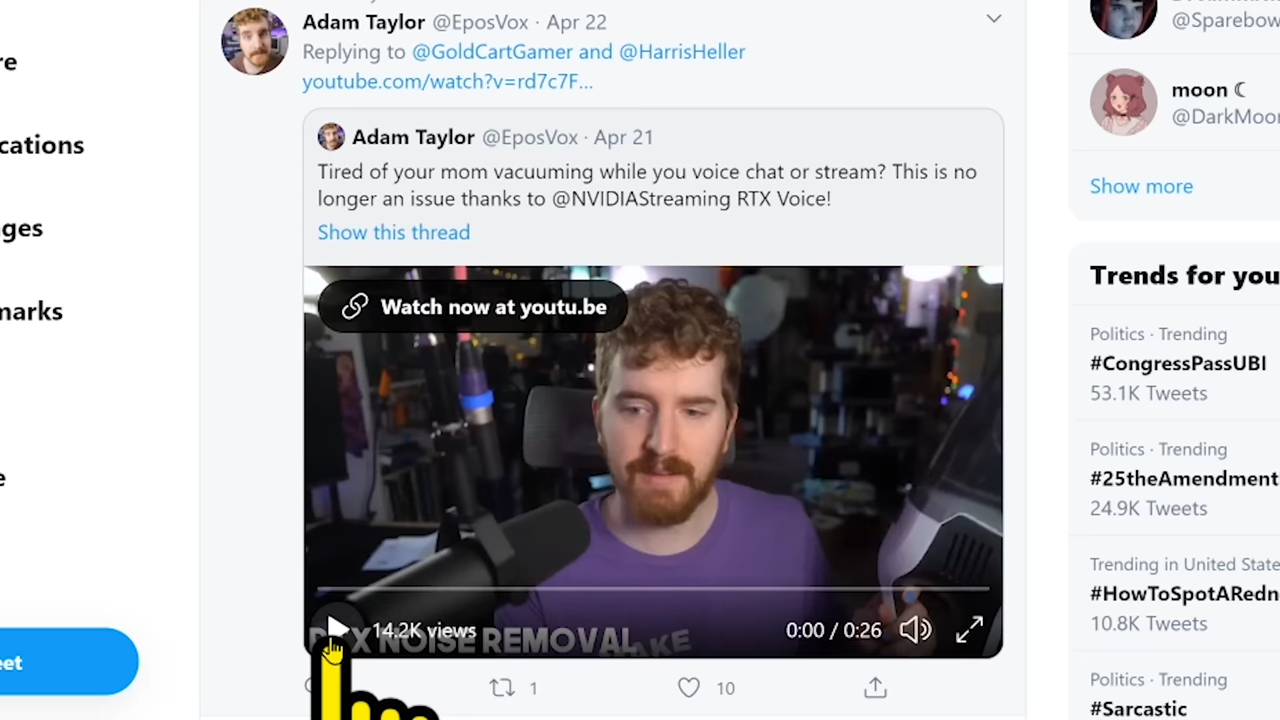 re
cations
ges
marks
e
eet
Adam Taylor @EposVox · Apr 22
Replying to @GoldCartGamer and @HarrisHeller
youtube.com/watch?v=rd7c7F...
Adam Taylor @EposVox · Apr 21
Tired of your mom vacuuming while you voice chat or stream? This is no
longer an issue thanks to @NVIDIAStreaming RTX Voice!
Show this thread
Watch now at youtu.be
14.2K views
0:00 / 0:26
RTX NOISE REMOVAL
1
10
@Sparebow
moon ☾
@DarkMoon
Show more
Trends for you
Politics · Trending
#CongressPassUBI
53.1K Tweets
Politics · Trending
#25theAmendment
24.9K Tweets
Trending in United State
#HowToSpotARedn
10.8K Tweets
Politics · Trending
#Sarcastic